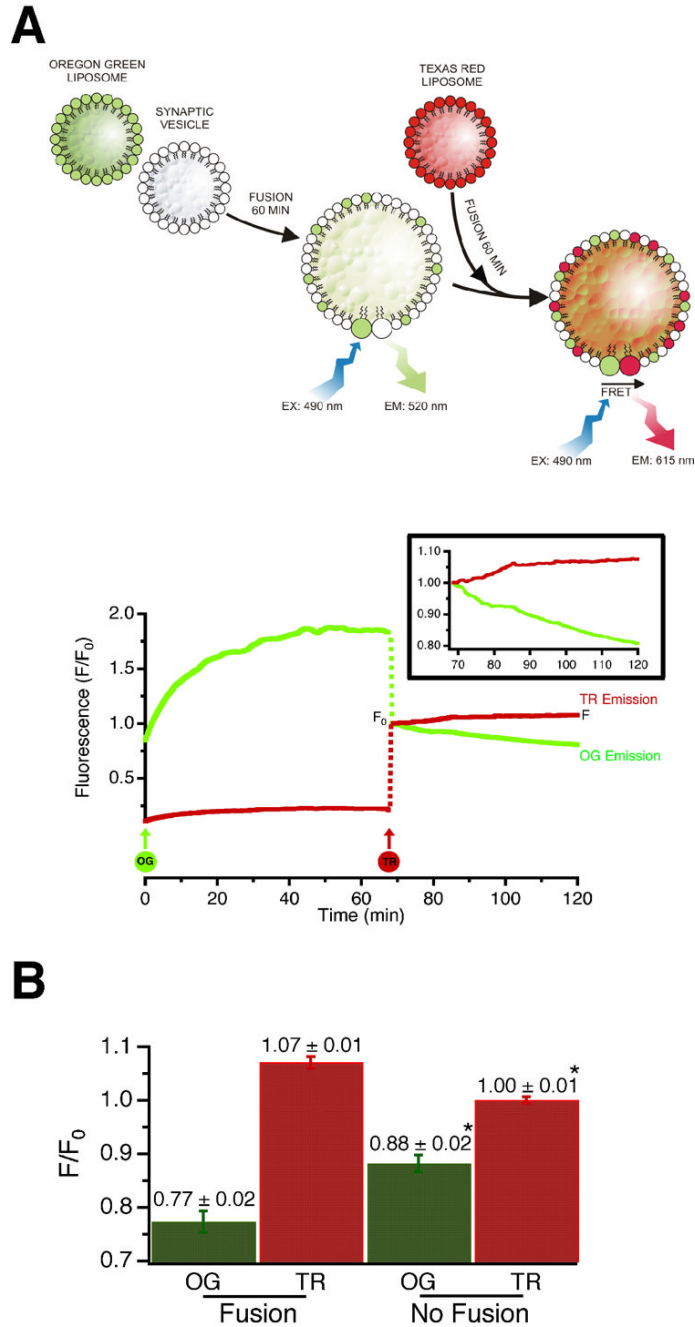 A
OREGON GREEN
LIPOSOME
SYNAPTIC
VESICLE
TEXAS RED
LIPOSOME
FUSION
60 MIN
FUSION 60 MIN
FRET
EX: 490 nm
EM: 520 nm
EX: 490 nm
EM: 615 nm
1.10
1.00
0.90
0.80
70
80
90
100
110
120
Fluorescence (F/F0)
2.0
1.5
1.0
0.5
F0
F
TR Emission
OG Emission
OG
TR
0
20
40
60
80
100
120
Time (min)
B
F/F0
1.1
1.0
0.9
0.8
0.7
0.77 ± 0.02
1.07 ± 0.01
0.88 ± 0.02 *
1.00 ± 0.01 *
OG
TR
OG
TR
Fusion
No Fusion